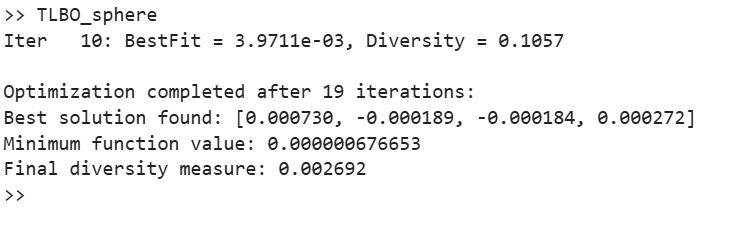 >> TLBO_sphere
Iter   10: BestFit = 3.9711e-03, Diversity = 0.1057
Optimization completed after 19 iterations:
Best solution found: [0.000730, -0.000189, -0.000184, 0.000272]
Minimum function value: 0.000000676653
Final diversity measure: 0.002692
>>